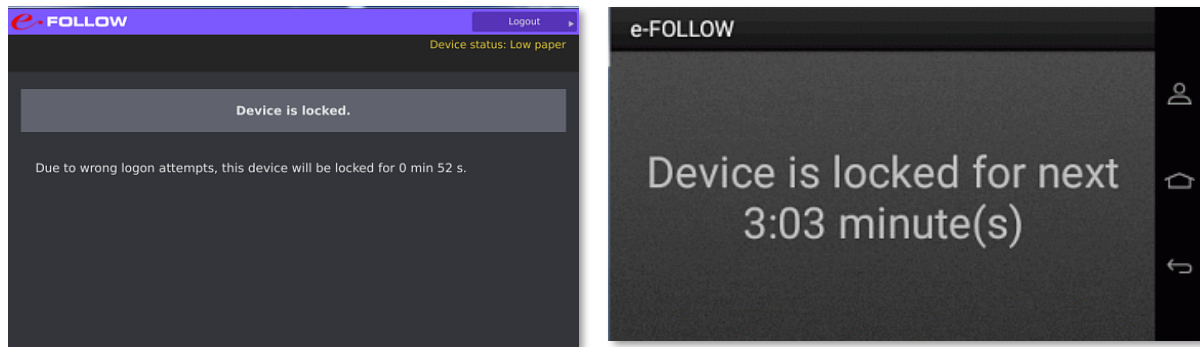 e-FOLLOW
Logout
Device status: Low paper
Device is locked.
Due to wrong logon attempts, this device will be locked for 0 min 52 s.
e-FOLLOW
Device is locked for next
3:03 minute(s)